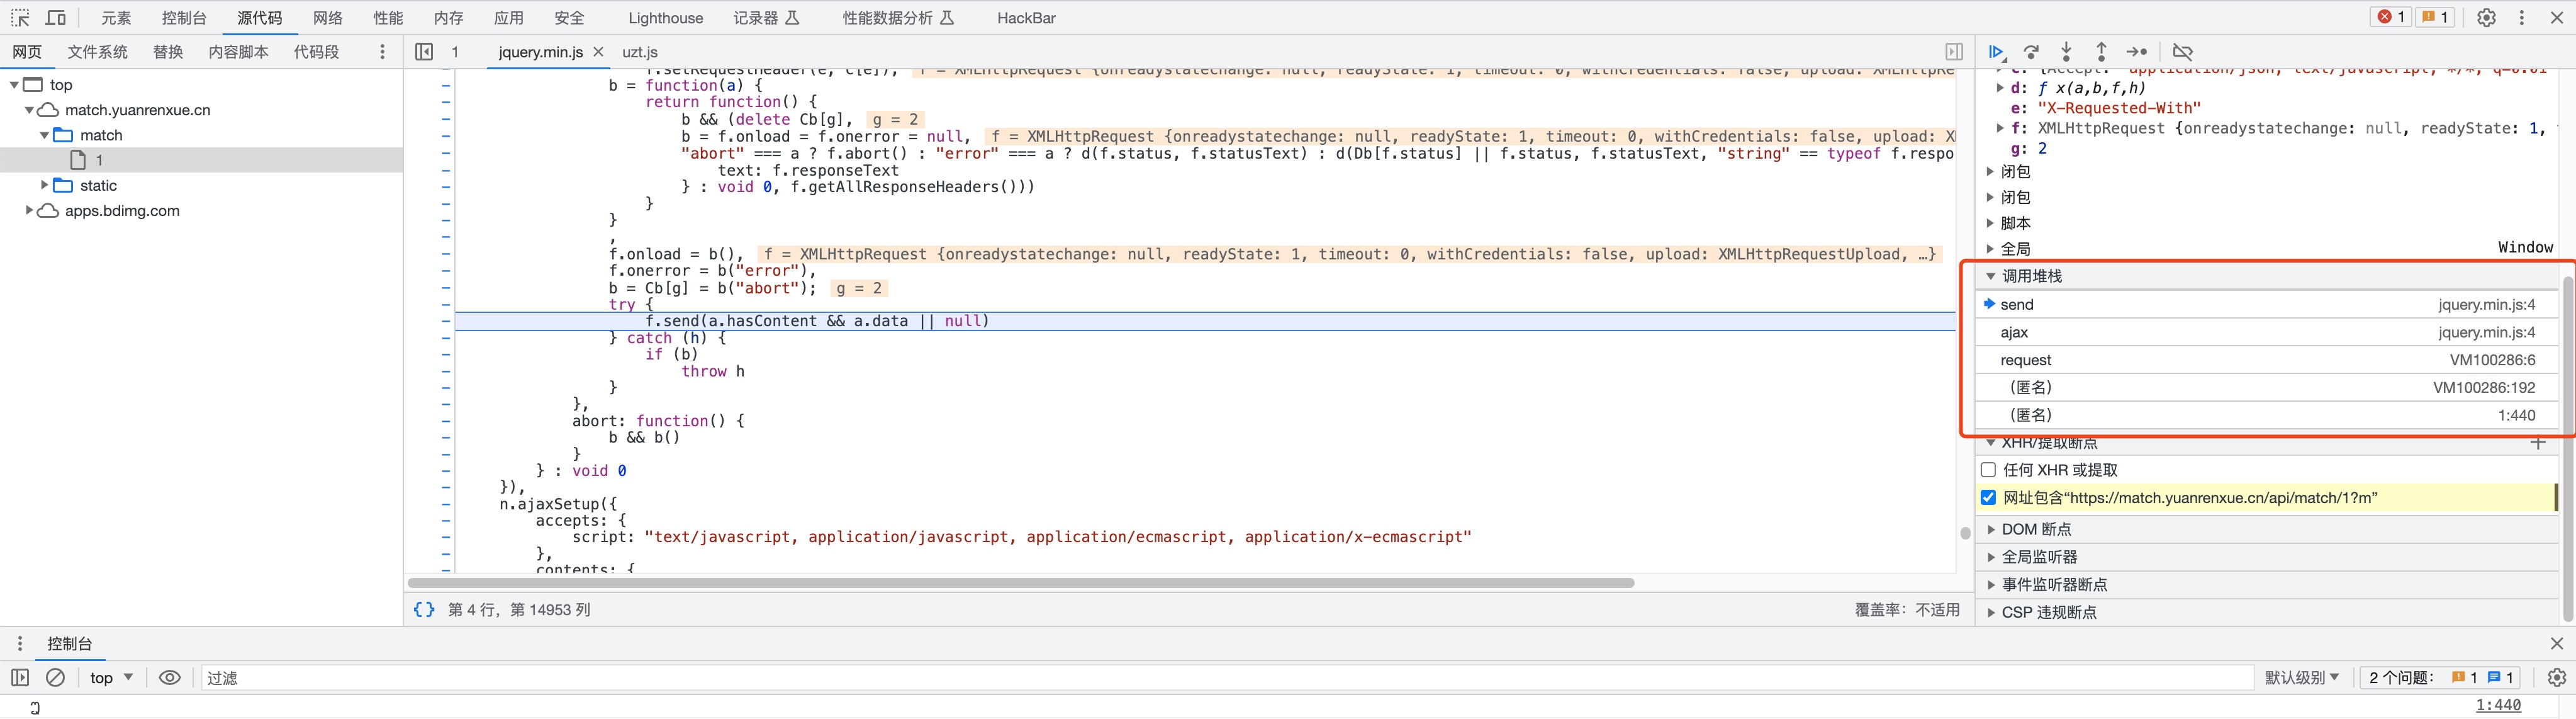 元素 控制台 源代码 网络 性能 内存 应用 安全 Lighthouse 记录器 性能数据分析 HackBar 1 1
网页 文件系统 替换 内容脚本 代码段 1 jquery.min.js uzt.js
top
match.yuanrenxue.cn
match
1
static
apps.bdimg.com
f.setRequestHeader(e, c[e]), f = XMLHttpRequest {onreadystatechange: null, readyState: 1, timeout: 0, withCredentials: false, upload: XMLHttpRe
b = function(a) {
return function() {
b && (delete Cb[g], g = 2
b = f.onload = f.onerror = null, f = XMLHttpRequest {onreadystatechange: null, readyState: 1, timeout: 0, withCredentials: false, upload: X
"abort" === a ? f.abort() : "error" === a ? d(f.status, f.statusText) : d(Db[f.status] || f.status, f.statusText, "string" == typeof f.respo
text: f.responseText
} : void 0, f.getAllResponseHeaders()))
}
}
,
f.onload = b(), f = XMLHttpRequest {onreadystatechange: null, readyState: 1, timeout: 0, withCredentials: false, upload: XMLHttpRequestUpload, …}
f.onerror = b("error"),
b = Cb[g] = b("abort"); g = 2
try {
f.send(a.hasContent && a.data || null)
} catch (h) {
if (b)
throw h
}
},
abort: function() {
b && b()
}
} : void 0
}),
n.ajaxSetup({
accepts: {
script: "text/javascript, application/javascript, application/ecmascript, application/x-ecmascript"
},
contents: {
{} 第 4 行，第 14953 列 覆盖率：不适用
c: {Accept: "application/json, text/javascript, */*; q=0.01
d: ƒ x(a,b,f,h)
e: "X-Requested-With"
f: XMLHttpRequest {onreadystatechange: null, readyState: 1,
g: 2
闭包
闭包
脚本
全局 Window
调用堆栈
send jquery.min.js:4
ajax jquery.min.js:4
request VM100286:6
（匿名） VM100286:192
（匿名） 1:440
XHR/提取断点
任何 XHR 或提取
网址包含“https://match.yuanrenxue.cn/api/match/1?m”
DOM 断点
全局监听器
事件监听器断点
CSP 违规断点
控制台
top 过滤 默认级别 2 个问题： 1 1
1:440